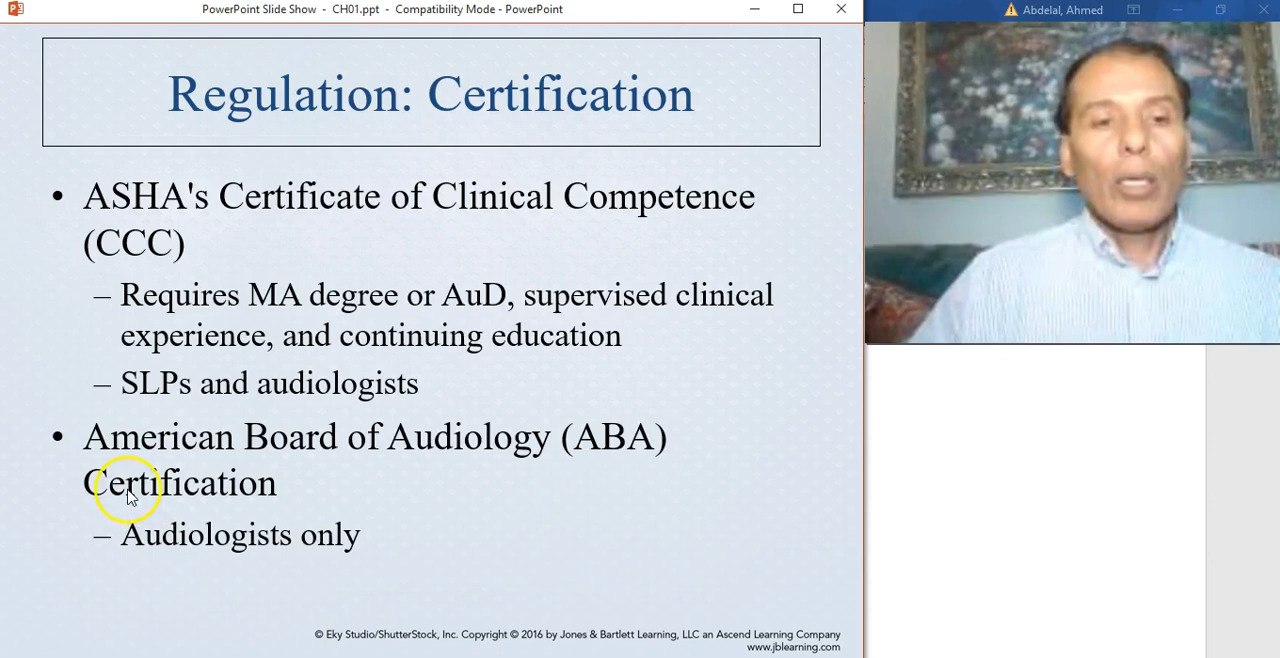 PowerPoint Slide Show - CH01.ppt - Compatibility Mode - PowerPoint
Abdelal, Ahmed
Regulation: Certification
• ASHA's Certificate of Clinical Competence
(CCC)
– Requires MA degree or AuD, supervised clinical
experience, and continuing education
– SLPs and audiologists
• American Board of Audiology (ABA)
Certification
– Audiologists only
© Eky Studio/ShutterStock, Inc. Copyright © 2016 by Jones & Bartlett Learning, LLC an Ascend Learning Company
www.jblearning.com